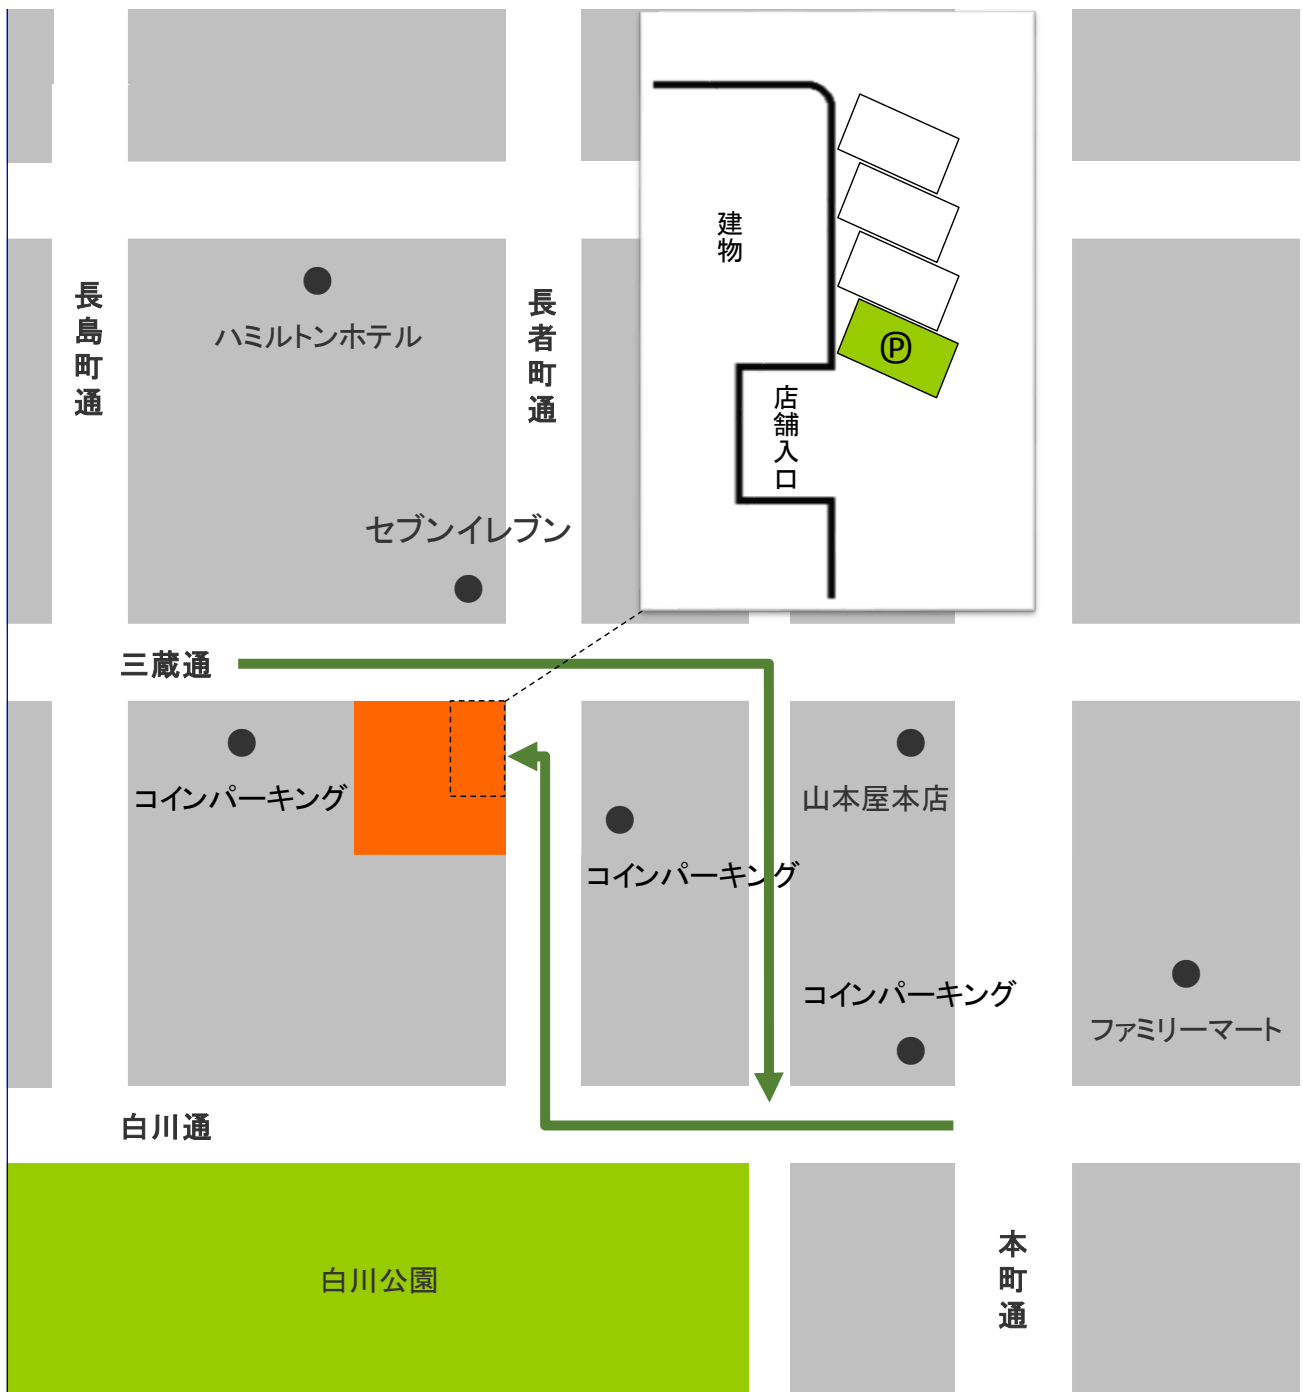 建物
Ⓟ
店舗入口
長島町通
ハミルトンホテル
長者町通
セブンイレブン
三蔵通
コインパーキング
山本屋本店
コインパーキング
コインパーキング
ファミリーマート
白川通
白川公園
本町通